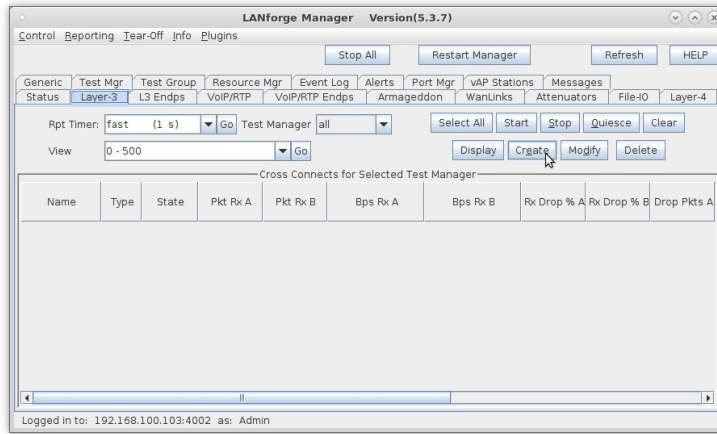 LANforge Manager Version(5.3.7)
Control Reporting Tear-Off Info Plugins
Stop All Restart Manager Refresh HELP
Generic Test Mgr Test Group Resource Mgr Event Log Alerts Port Mgr vAP Stations Messages
Status Layer-3 L3 Endps VoIP/RTP VoIP/RTP Endps Armageddon WanLinks Attenuators File-IO Layer-4
Rpt Timer: fast (1 s) Go Test Manager all Select All Start Stop Quiesce Clear
View 0 - 500 Go Display Create Modify Delete
Cross Connects for Selected Test Manager
Name Type State Pkt Rx A Pkt Rx B Bps Rx A Bps Rx B Rx Drop % A Rx Drop % B Drop Pkts A
Logged in to: 192.168.100.103:4002 as: Admin